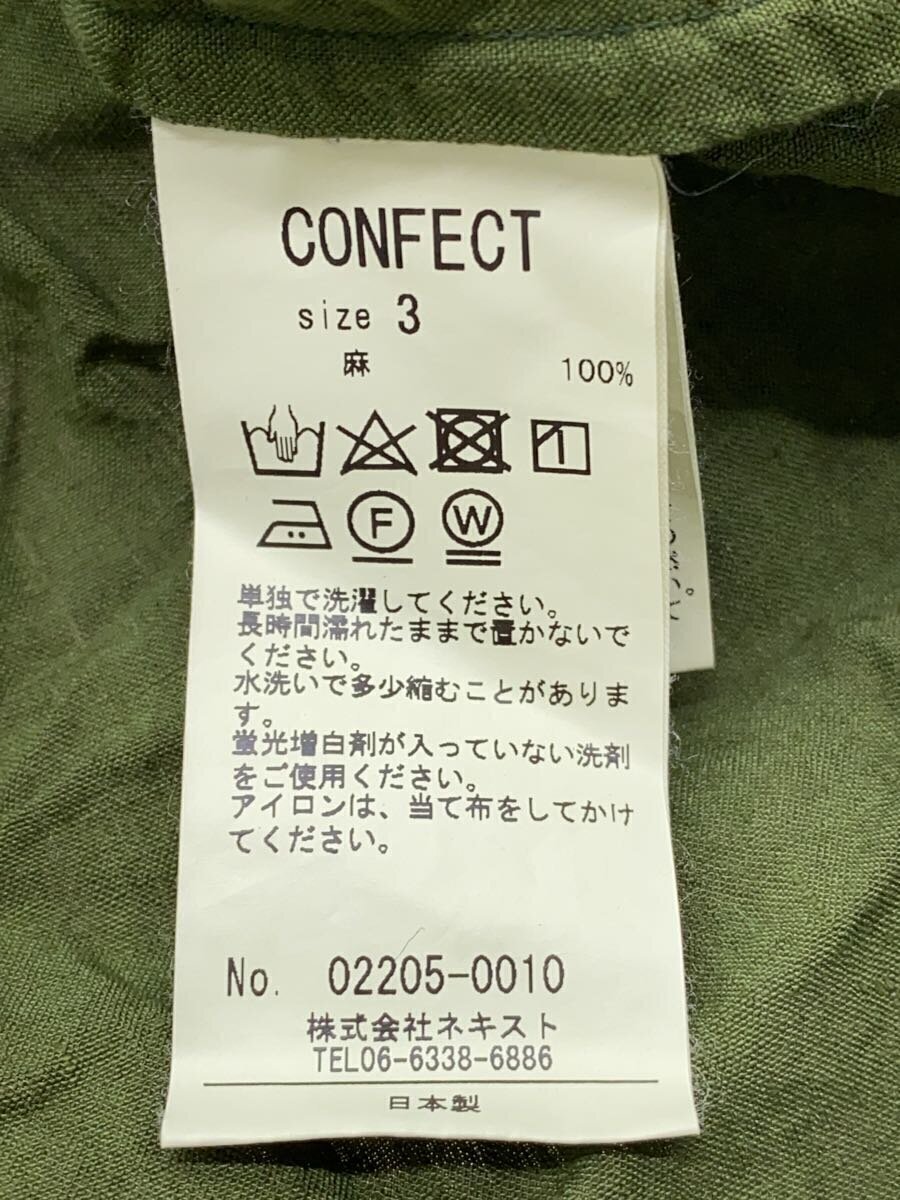 CONFECT
size 3
麻 100%
F W
単独で洗濯してください。
長時間濡れたままで置かないで
ください。
水洗いで多少縮むことがありま
す。
蛍光増白剤が入っていない洗剤
をご使用ください。
アイロンは、当て布をしてかけ
てください。
No. 02205-0010
株式会社ネキスト
TEL06-6338-6886
日本製